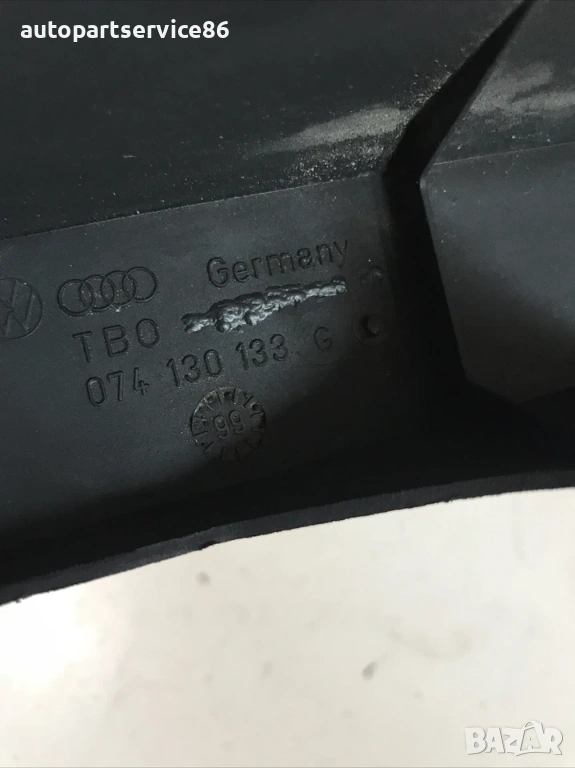 autopartservice86
Germany
TBO
074 130 133 G
99
BAZAR